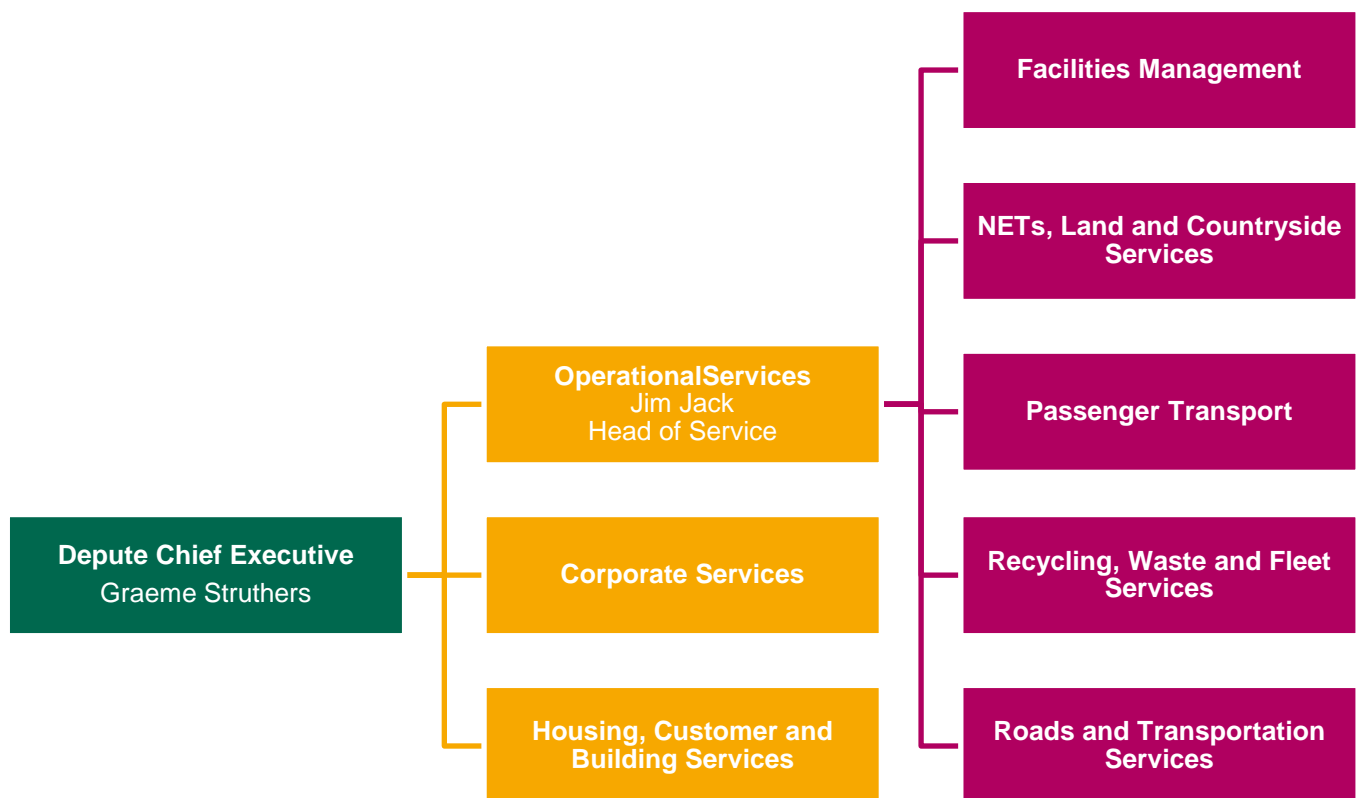 Depute Chief Executive
Graeme Struthers
OperationalServices
Jim Jack
Head of Service
Corporate Services
Housing, Customer and
Building Services
Facilities Management
NETs, Land and Countryside
Services
Passenger Transport
Recycling, Waste and Fleet
Services
Roads and Transportation
Services